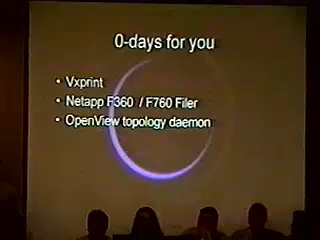 0-days for you
• Vxprint
• Netapp F360 / F760 Filer
• OpenView topology daemon